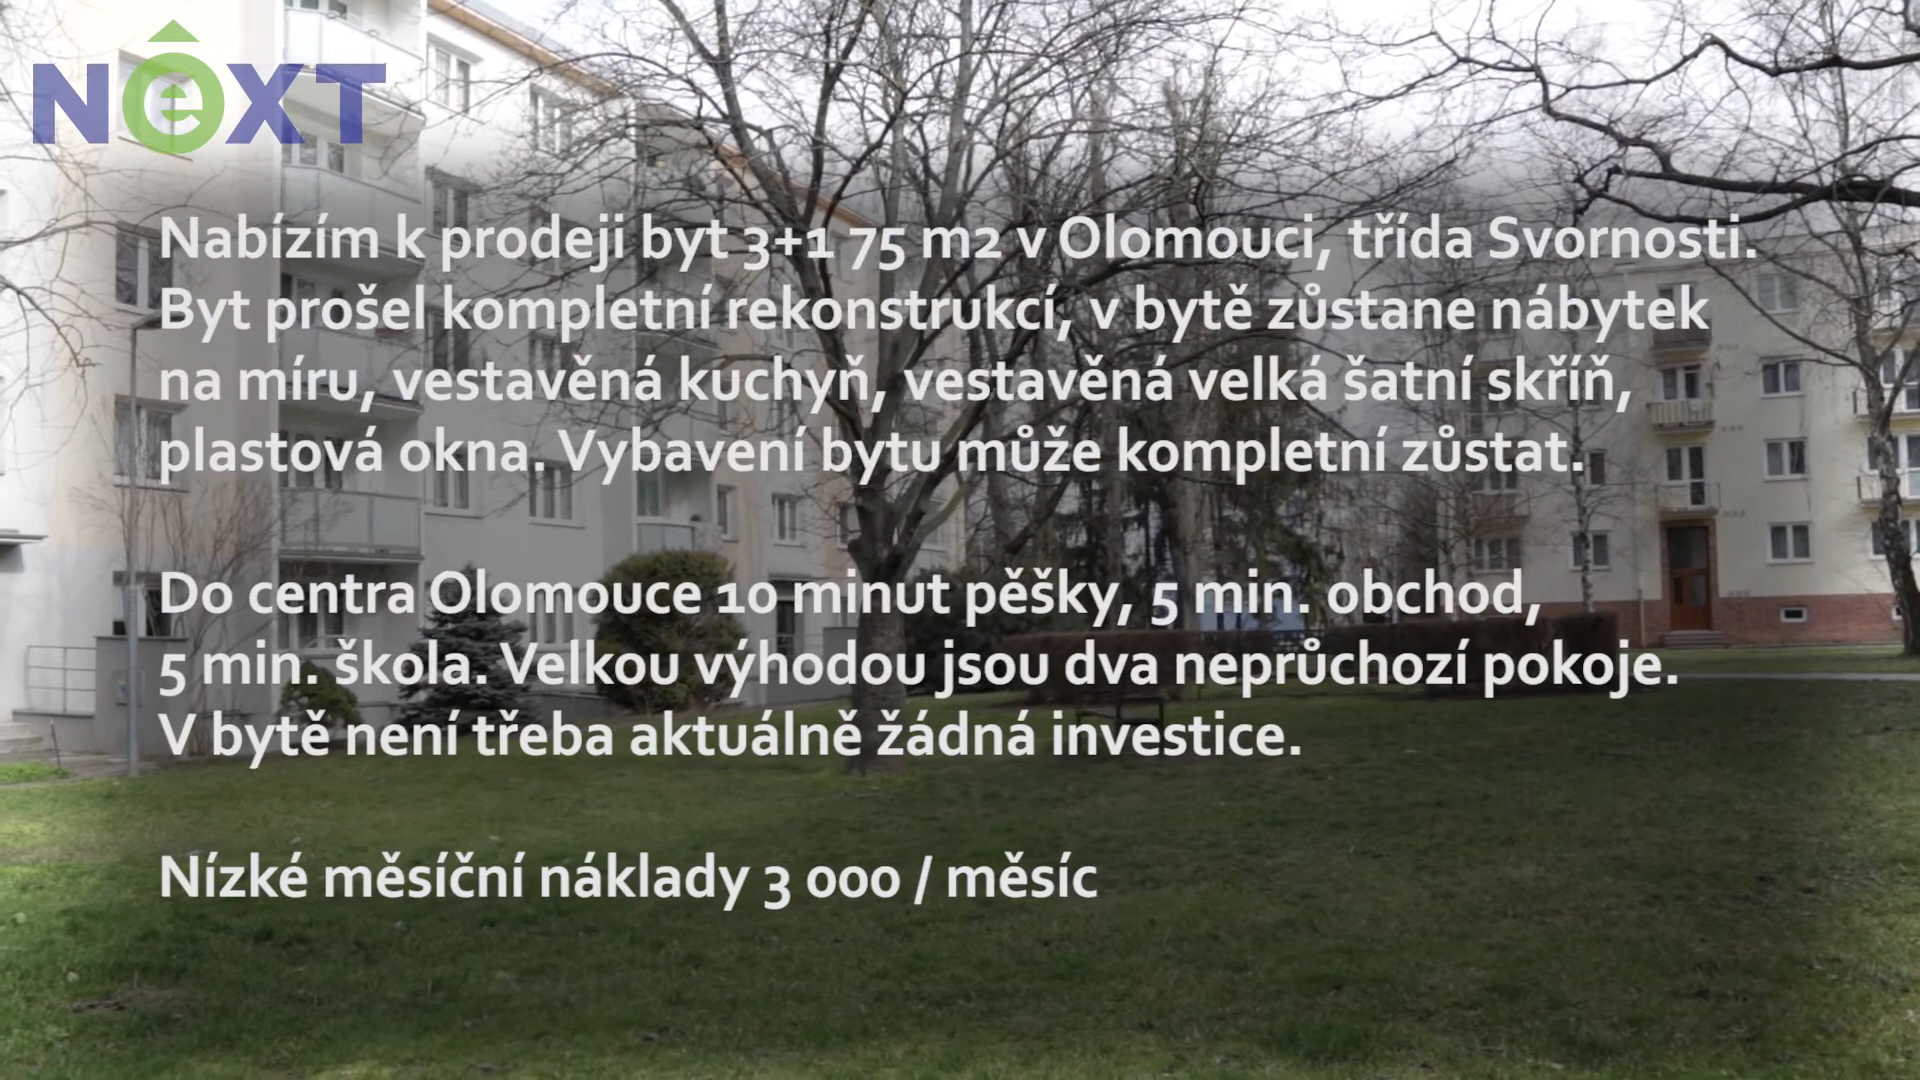 NêXT
Nabízím k prodeji byt 3+1 75 m2 v Olomouci, třída Svornosti.
Byt prošel kompletní rekonstrukcí, v bytě zůstane nábytek
na míru, vestavěná kuchyň, vestavěná velká šatní skříň,
plastová okna. Vybavení bytu může kompletní zůstat.
Do centra Olomouce 10 minut pěšky, 5 min. obchod,
5 min. škola. Velkou výhodou jsou dva neprůchozí pokoje.
V bytě není třeba aktuálně žádná investice.
Nízké měsíční náklady 3 000 / měsíc